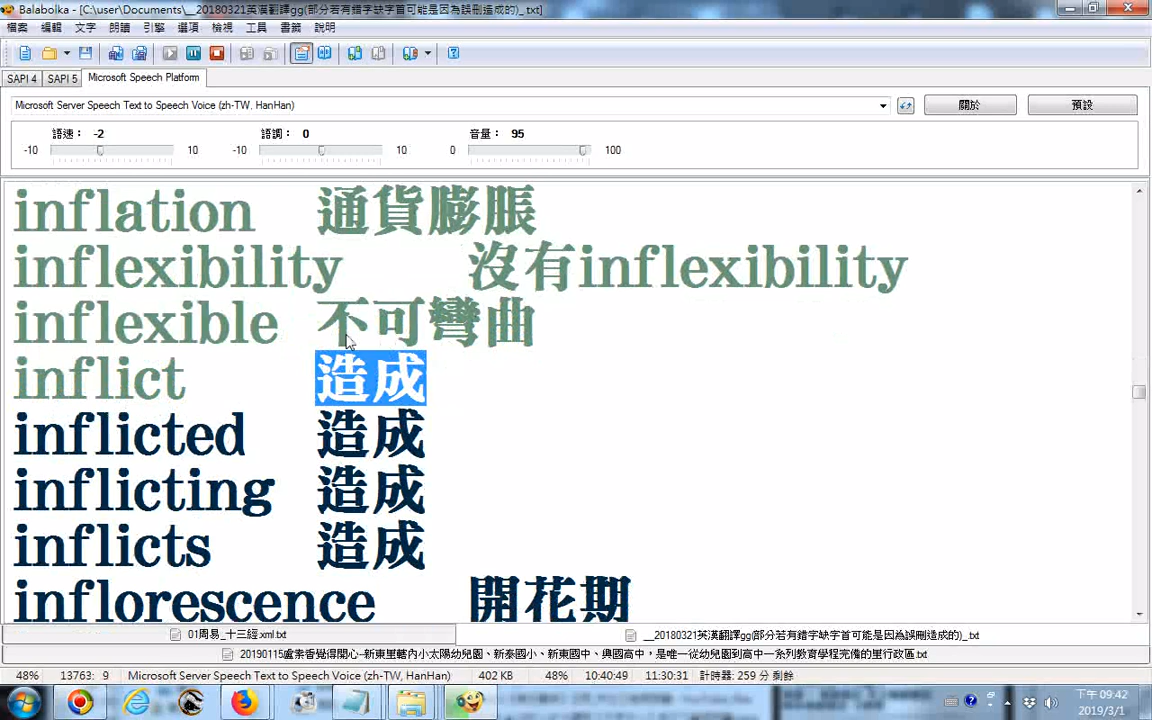 Balabolka - [C:\user\Documents\__20180321英漢翻譯gg(部分若有錯字缺字首可能是因為誤刪造成的)_.txt]
檔案 編輯 文字 朗讀 引擎 選項 檢視 工具 書籤 說明
SAPI 4 SAPI 5 Microsoft Speech Platform
Microsoft Server Speech Text to Speech Voice (zh-TW, HanHan) 關於 預設
語速： -2 語調： 0 音量： 95
-10 10 -10 10 0 100
inflation 通貨膨脹
inflexibility 沒有inflexibility
inflexible 不可彎曲
inflict 造成
inflicted 造成
inflicting 造成
inflicts 造成
inflorescence 開花期
01周易_十三經.xml.txt __20180321英漢翻譯gg(部分若有錯字缺字首可能是因為誤刪造成的)_.txt
20190115盧素香覺得開心-新東里轄內小太陽幼兒園、新泰國小、新東國中、興國高中，是唯一從幼兒園到高中一系列教育學程完備的里行政區.txt
48% 13763: 9 Microsoft Server Speech Text to Speech Voice (zh-TW, HanHan) 402 KB 48% 10:40:49 11:30:31 計時器: 259 分 剩餘
下午 09:42
2019/3/1